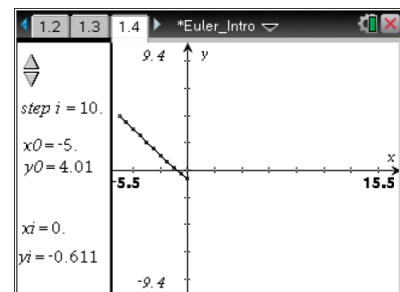 1.2 1.3 1.4 *Euler_Intro
9.4 y
step i = 10.
x0=-5.
y0=4.01
x
-5.5 15.5
xi=0.
yi=-0.611
-9.4